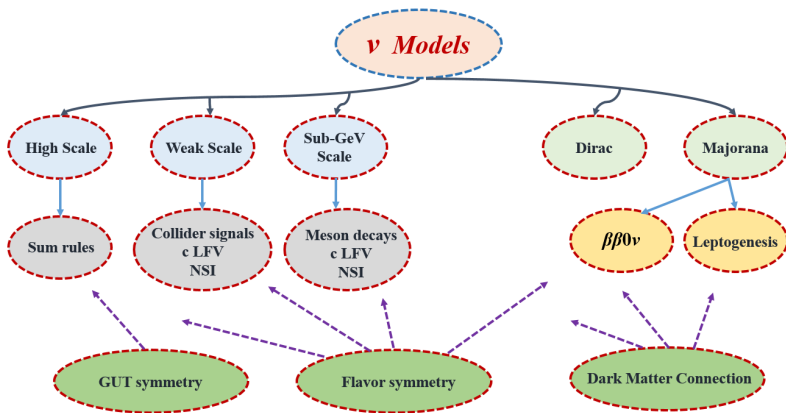 ν Models
High Scale
Weak Scale
Sub-GeV
Scale
Dirac
Majorana
Sum rules
Collider signals
c LFV
NSI
Meson decays
c LFV
NSI
ββ0ν
Leptogenesis
GUT symmetry
Flavor symmetry
Dark Matter Connection